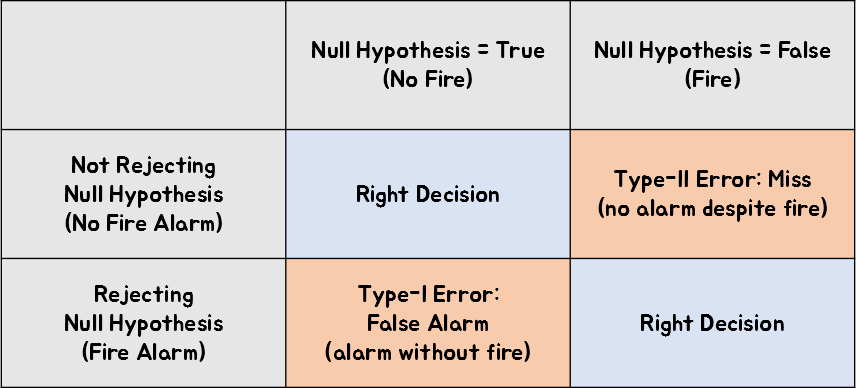 Null Hypothesis = True
(No Fire)
Null Hypothesis = False
(Fire)
Not Rejecting
Null Hypothesis
(No Fire Alarm)
Right Decision
Type-II Error: Miss
(no alarm despite fire)
Rejecting
Null Hypothesis
(Fire Alarm)
Type-I Error:
False Alarm
(alarm without fire)
Right Decision